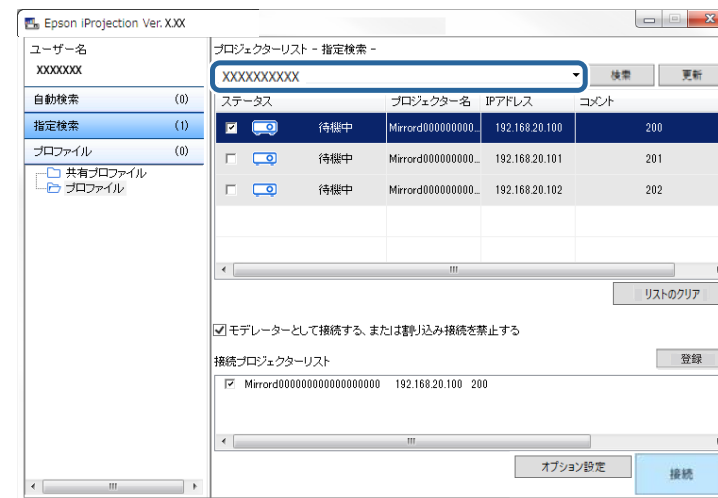 Epson iProjection Ver. X.XX
ユーザー名
XXXXXXX
自動検索 (0)
指定検索 (1)
プロファイル (0)
共有プロファイル
プロファイル
プロジェクターリスト - 指定検索 -
XXXXXXXXXX 検索 更新
ステータス プロジェクター名 IPアドレス コメント
待機中 Mirrord000000000... 192.168.20.100 200
待機中 Mirrord000000000... 192.168.20.101 201
待機中 Mirrord000000000... 192.168.20.102 202
リストのクリア
モデレーターとして接続する、または割り込み接続を禁止する
接続プロジェクターリスト 登録
Mirrord000000000000000000 192.168.20.100 200
オプション設定 接続